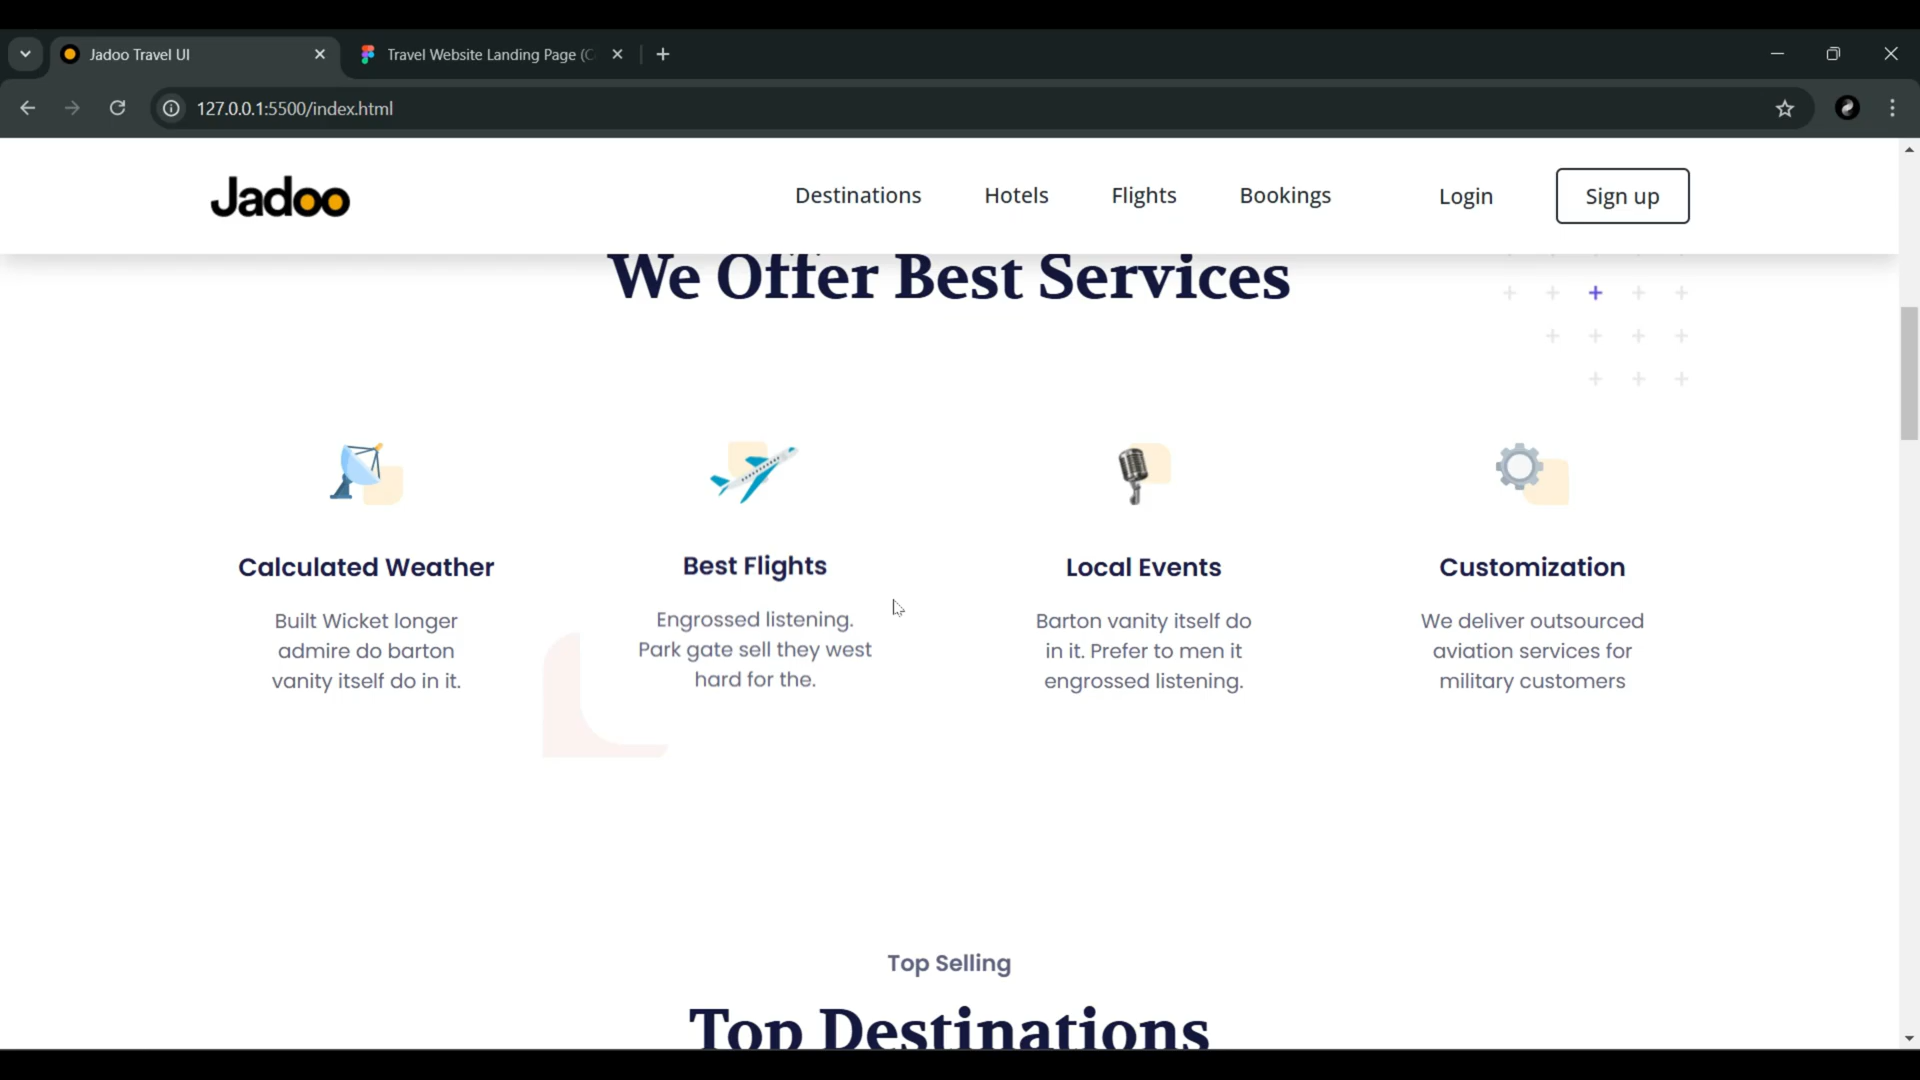 Jadoo Travel UI
Travel Website Landing Page (C
127.0.0.1:5500/index.html
Jadoo
Destinations
Hotels
Flights
Bookings
Login
Sign up
We Offer Best Services
Calculated Weather
Built Wicket longer
admire do barton
vanity itself do in it.
Best Flights
Engrossed listening.
Park gate sell they west
hard for the.
Local Events
Barton vanity itself do
in it. Prefer to men it
engrossed listening.
Customization
We deliver outsourced
aviation services for
military customers
Top Selling
Top Destinations